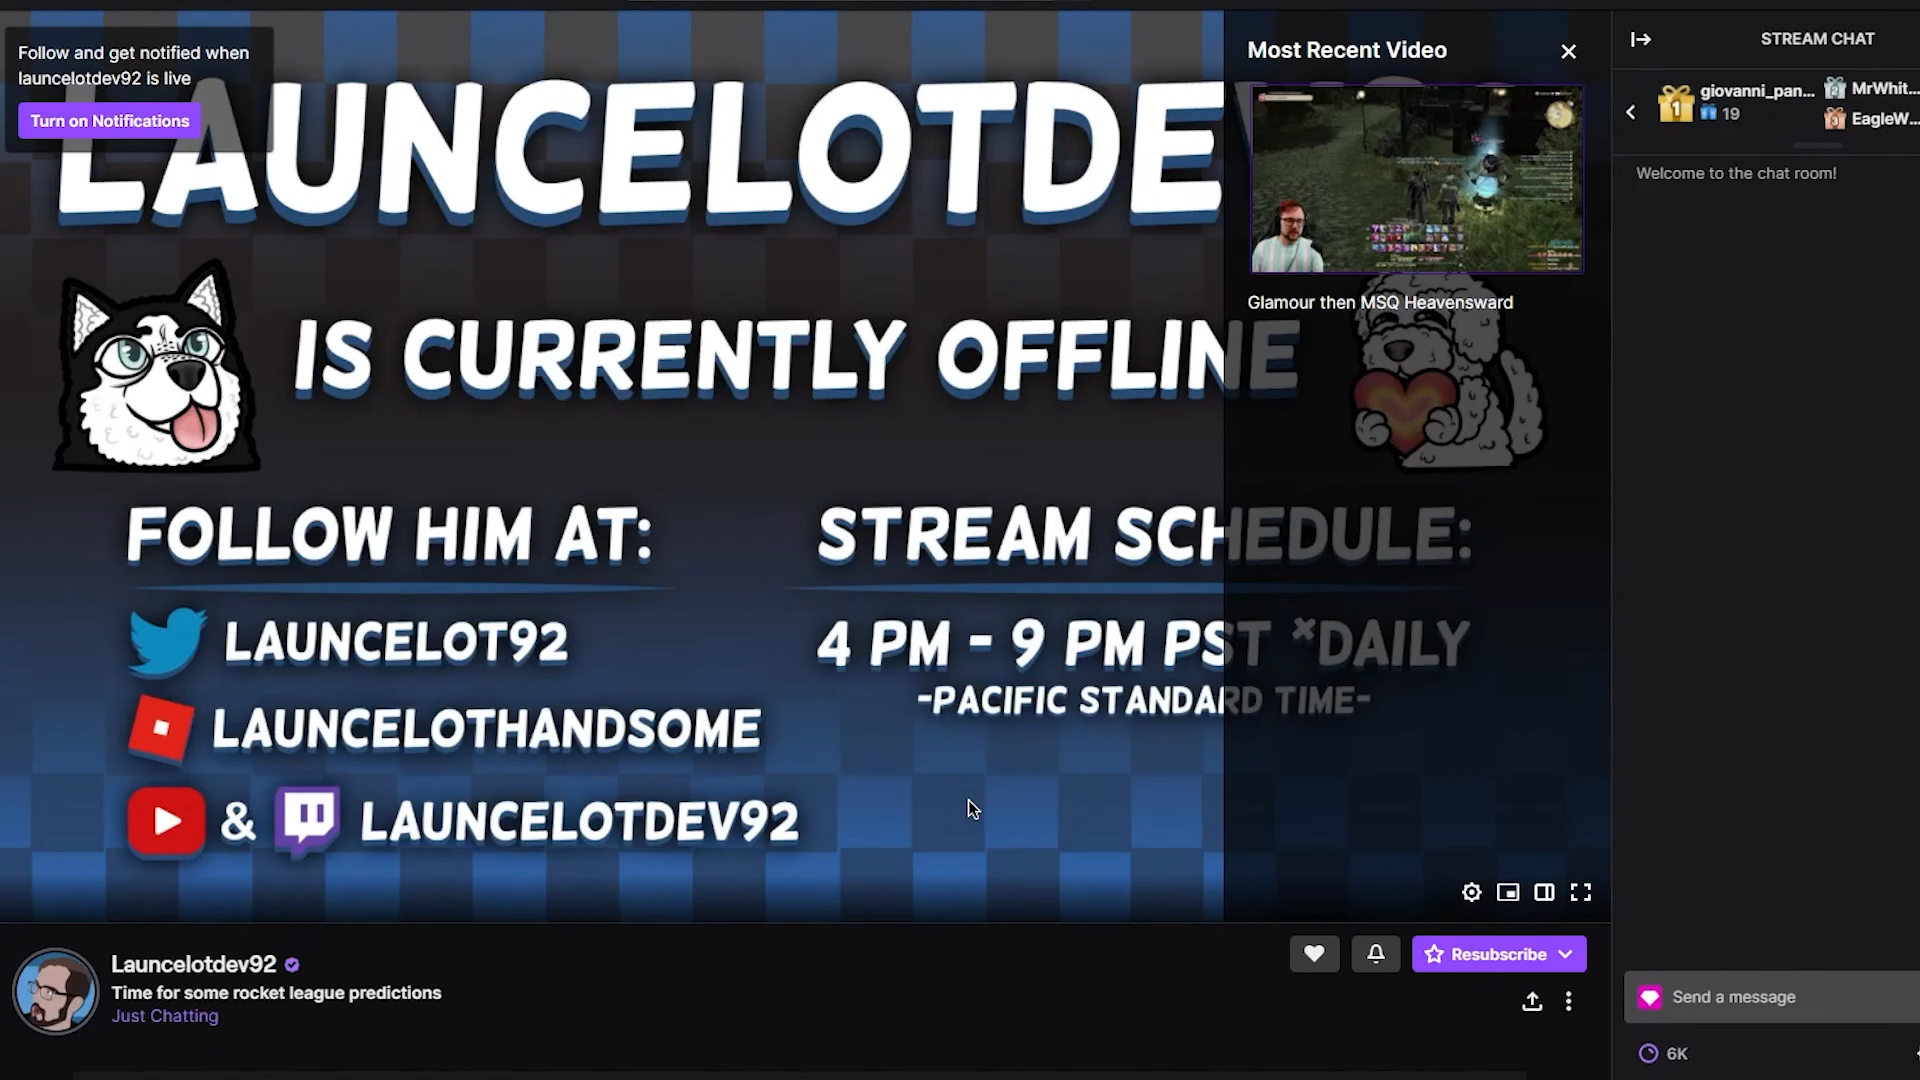 Follow and get notified when
launcelotdev92 is live
Turn on Notifications
LAUNCELOTDE
IS CURRENTLY OFFLINE
FOLLOW HIM AT:
LAUNCELOT92
LAUNCELOTHANDSOME
& LAUNCELOTDEV92
STREAM SCHEDULE:
4 PM - 9 PM PST *DAILY
-PACIFIC STANDARD TIME-
Most Recent Video
Glamour then MSQ Heavensward
Launcelotdev92
Time for some rocket league predictions
Just Chatting
Resubscribe
STREAM CHAT
1 giovanni_pan...
19
2 MrWhit...
3 EagleW...
Welcome to the chat room!
Send a message
6K